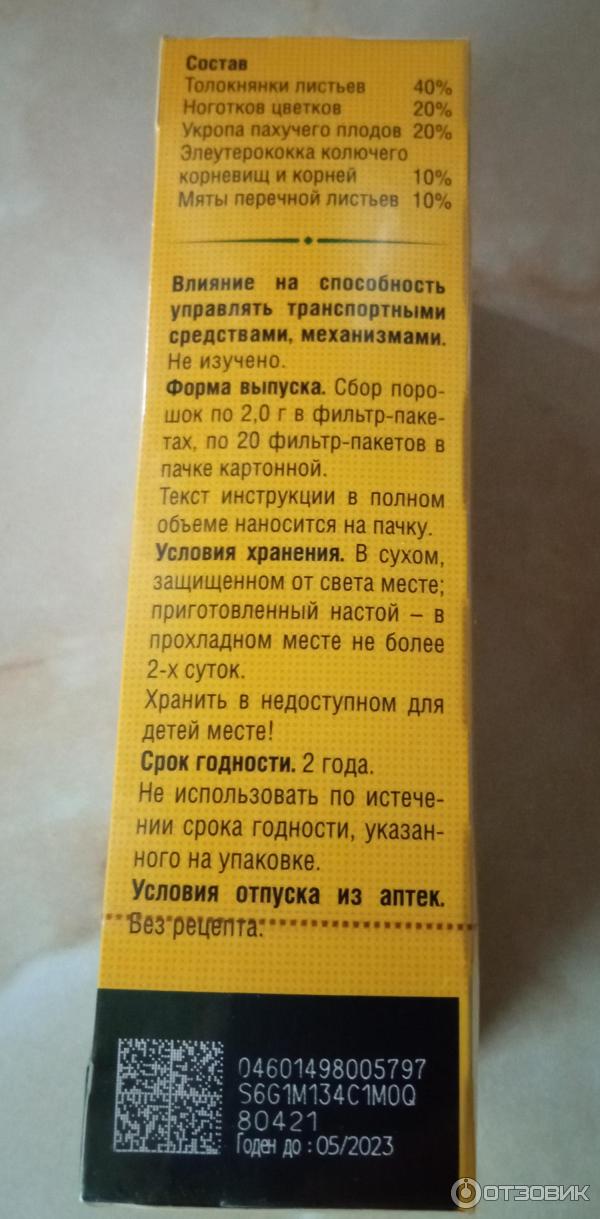 Состав
Толокнянки листьев 40%
Ноготков цветков 20%
Укропа пахучего плодов 20%
Элеутерококка колючего
корневищ и корней 10%
Мяты перечной листьев 10%
Влияние на способность
управлять транспортными
средствами, механизмами.
Не изучено.
Форма выпуска. Сбор поро-
шок по 2,0 г в фильтр-паке-
тах, по 20 фильтр-пакетов в
пачке картонной.
Текст инструкции в полном
объеме наносится на пачку.
Условия хранения. В сухом,
защищенном от света месте;
приготовленный настой – в
прохладном месте не более
2-х суток.
Хранить в недоступном для
детей месте!
Срок годности. 2 года.
Не использовать по истече-
нии срока годности, указан-
ного на упаковке.
Условия отпуска из аптек.
Без рецепта.
04601498005797
S6G1M134C1M0Q
80421
Годен до : 05/2023
ОТЗОВИК